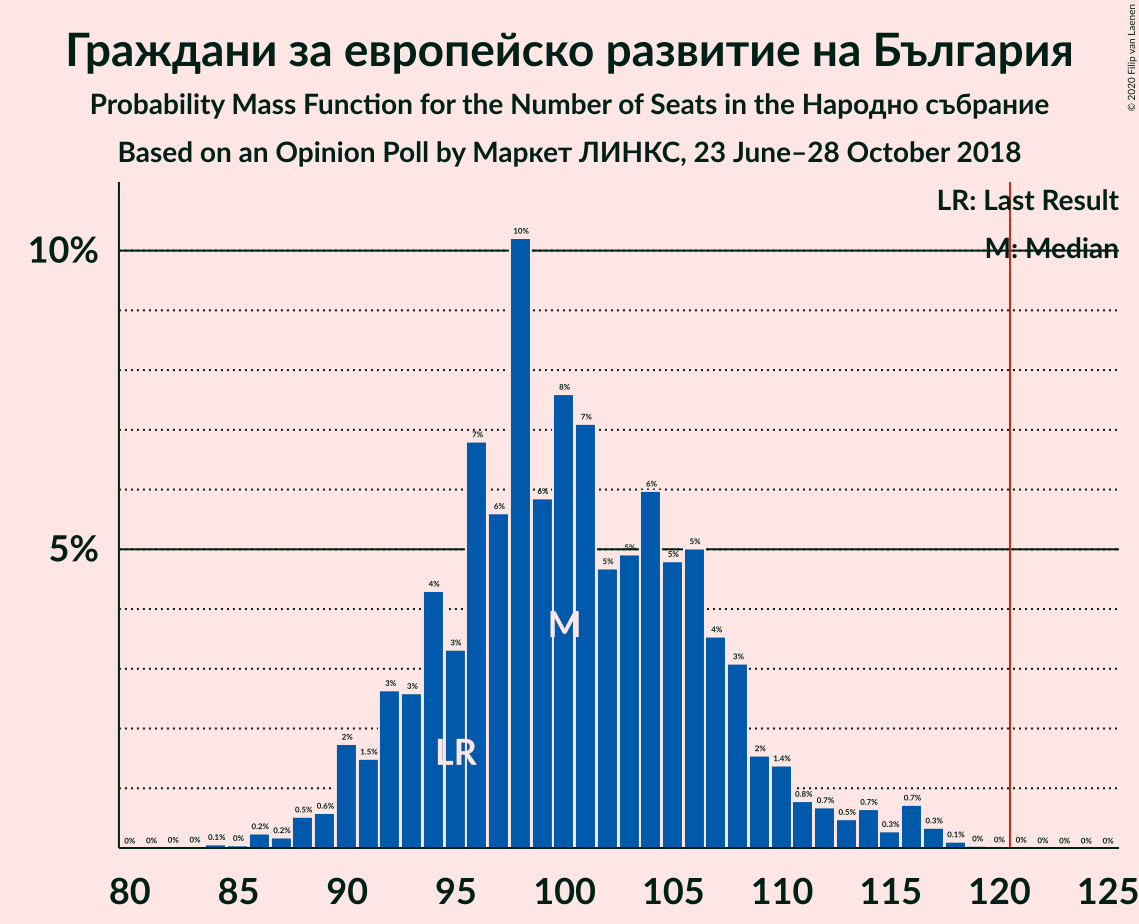 Граждани за европейско развитие на България
Probability Mass Function for the Number of Seats in the Народно събрание
Based on an Opinion Poll by Маркет ЛИНКС, 23 June–28 October 2018
© 2020 Filip van Laenen
LR: Last Result
M: Median
10%
5%
0% 0% 0% 0% 0.1% 0% 0.2% 0.2% 0.5% 0.6% 2% 1.5% 3% 3% 4% 3% 7% 6% 10% 6% 8% 7% 5% 5% 6% 5% 5% 4% 3% 2% 1.4% 0.8% 0.7% 0.5% 0.7% 0.3% 0.7% 0.3% 0.1% 0% 0% 0% 0% 0% 0% 0%
M
LR
80 85 90 95 100 105 110 115 120 125